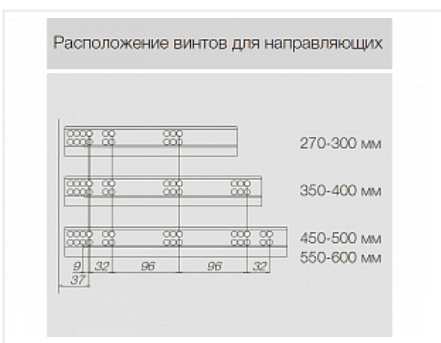 Расположение винтов для направляющих
270-300 мм
350-400 мм
450-500 мм
550-600 мм
9 32 96 96 32
37